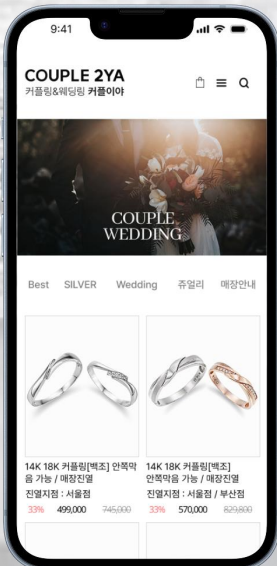 9:41
COUPLE 2YA
커플링&웨딩링 커플이야
COUPLE
WEDDING
Best SILVER Wedding 쥬얼리 매장안내
14K 18K 커플링[백조] 안쪽막
음 가능 / 매장진열
진열지점 : 서울점
33% 499,000 745,000
14K 18K 커플링[백조]
안쪽막음 가능 / 매장진열
진열지점 : 서울점 / 부산점
33% 570,000 829,800